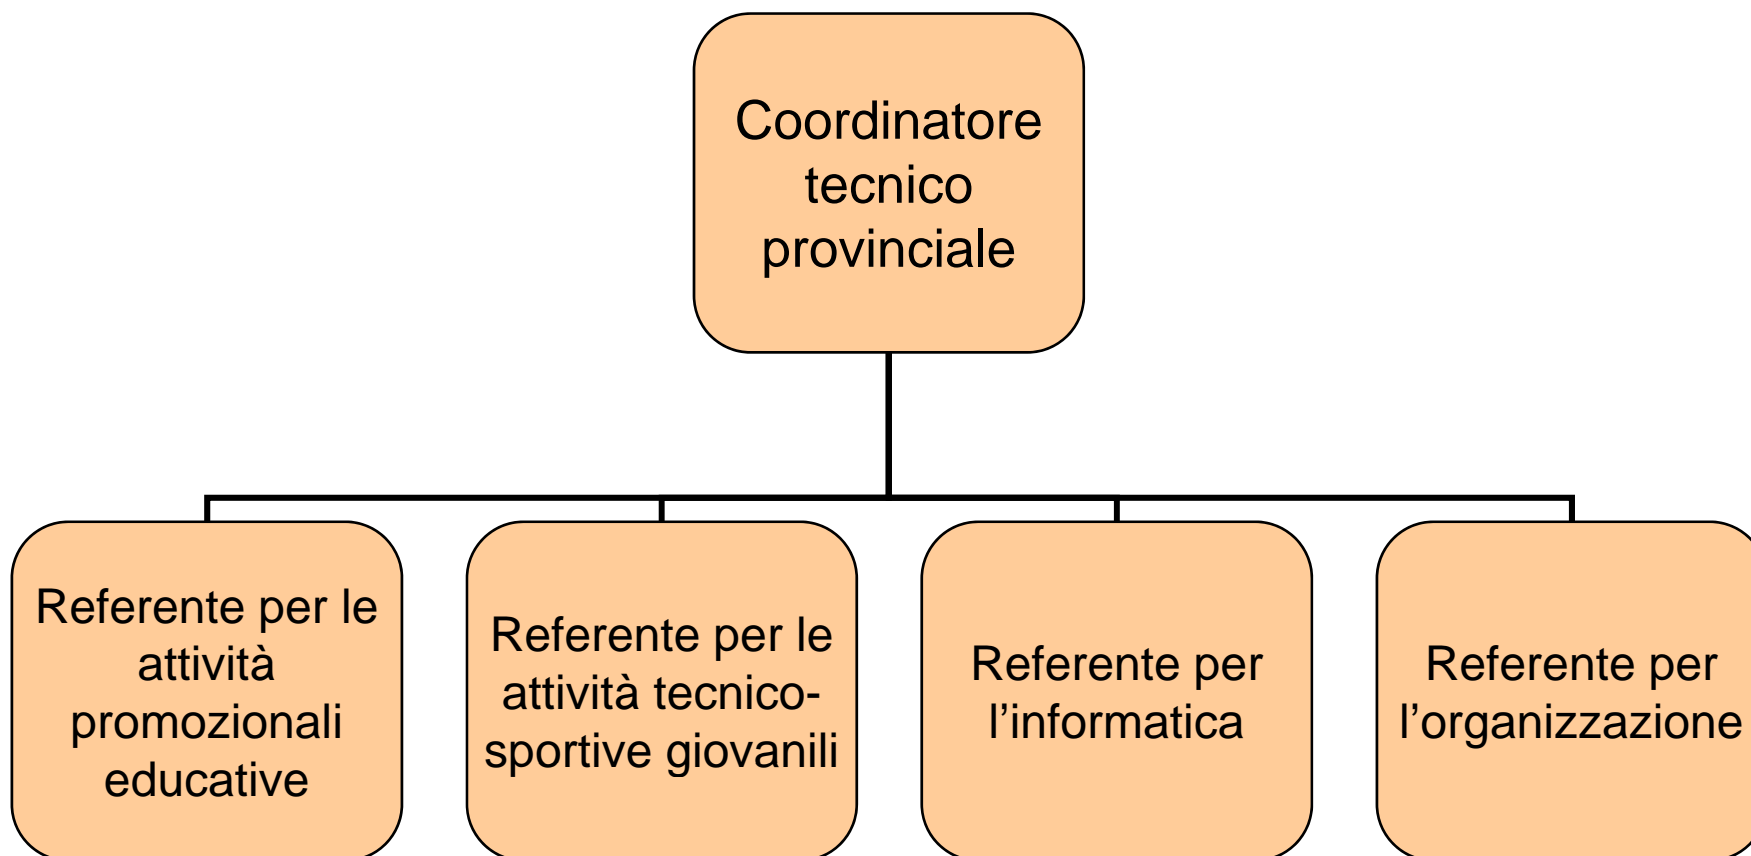 Coordinatore
tecnico
provinciale
Referente per le
attività
promozionali
educative
Referente per le
attività tecnico-
sportive giovanili
Referente per
l’informatica
Referente per
l’organizzazione